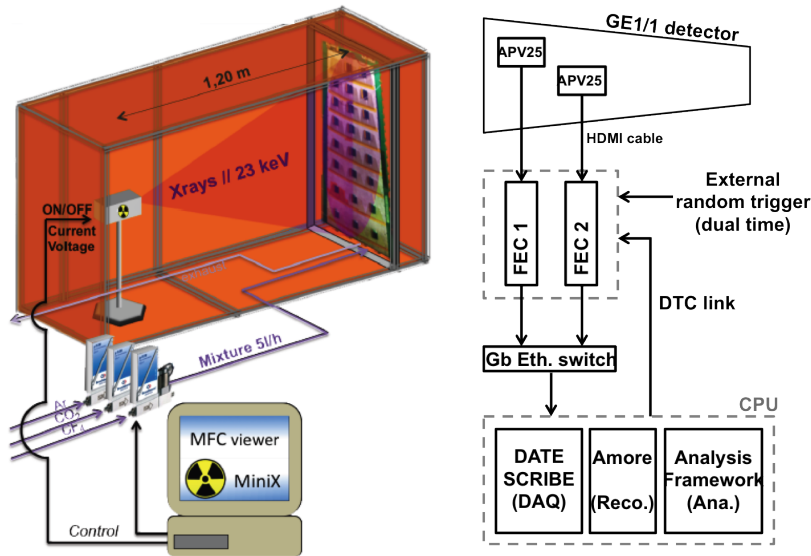 1,20 m
Xrays // 23 keV
ON/OFF
Current
Voltage
exhaust
Mixture 5l/h
Ar
CO2
CF4
MFC viewer
MiniX
Control
GE1/1 detector
APV25
APV25
HDMI cable
FEC 1
FEC 2
External
random trigger
(dual time)
DTC link
Gb Eth. switch
CPU
DATE
SCRIBE
(DAQ)
Amore
(Reco.)
Analysis
Framework
(Ana.)